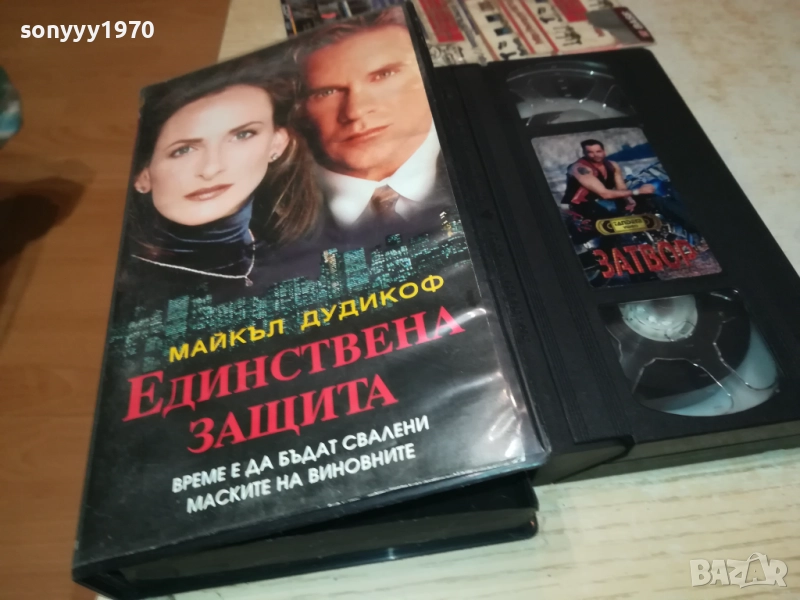 sonyyy1970
МАЙКЪЛ ДУДИКОФ
ЕДИНСТВЕНА
ЗАЩИТА
ВРЕМЕ Е ДА БЪДАТ СВАЛЕНИ
МАСКИТЕ НА ВИНОВНИТЕ
ЗАТВОР
BAZAR